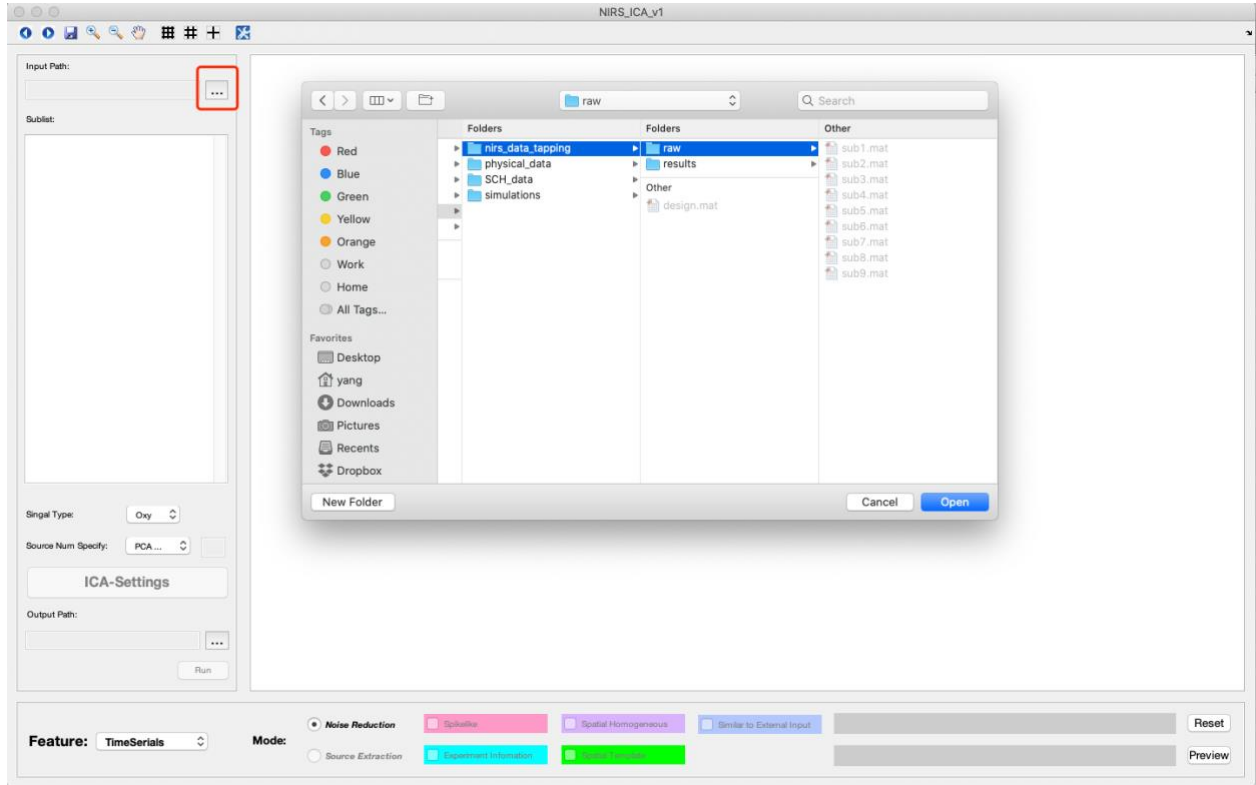 NIRS_ICA_v1
Input Path:
...
Sublist:
raw
Search
Tags
Red
Blue
Green
Yellow
Orange
Work
Home
All Tags...
Favorites
Desktop
yang
Downloads
Pictures
Recents
Dropbox
Folders
nirs_data_tapping
physical_data
SCH_data
simulations
Folders
raw
results
Other
design.mat
Other
sub1.mat
sub2.mat
sub3.mat
sub4.mat
sub5.mat
sub6.mat
sub7.mat
sub8.mat
sub9.mat
New Folder
Cancel
Open
Singal Type:
Oxy
Source Num Specify:
PCA ...
ICA-Settings
Output Path:
...
Run
Feature:
TimeSerials
Mode:
Noise Reduction
Spikelike
Spatial Homogeneous
Similar to External Input
Reset
Source Extraction
Experiment Infomation
Spatial Template
Preview